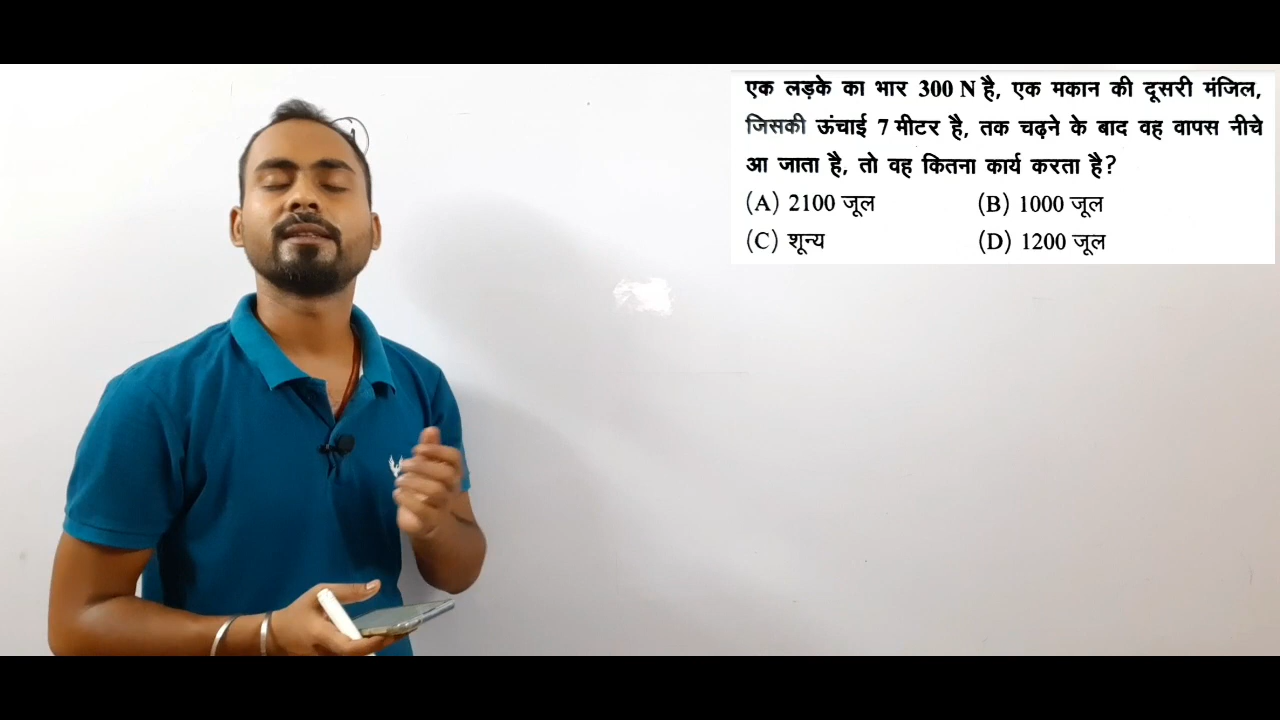 एक लड़के का भार 300 N है, एक मकान की दूसरी मंजिल,
जिसकी ऊंचाई 7 मीटर है, तक चढ़ने के बाद वह वापस नीचे
आ जाता है, तो वह कितना कार्य करता है?
(A) 2100 जूल (B) 1000 जूल
(C) शून्य (D) 1200 जूल